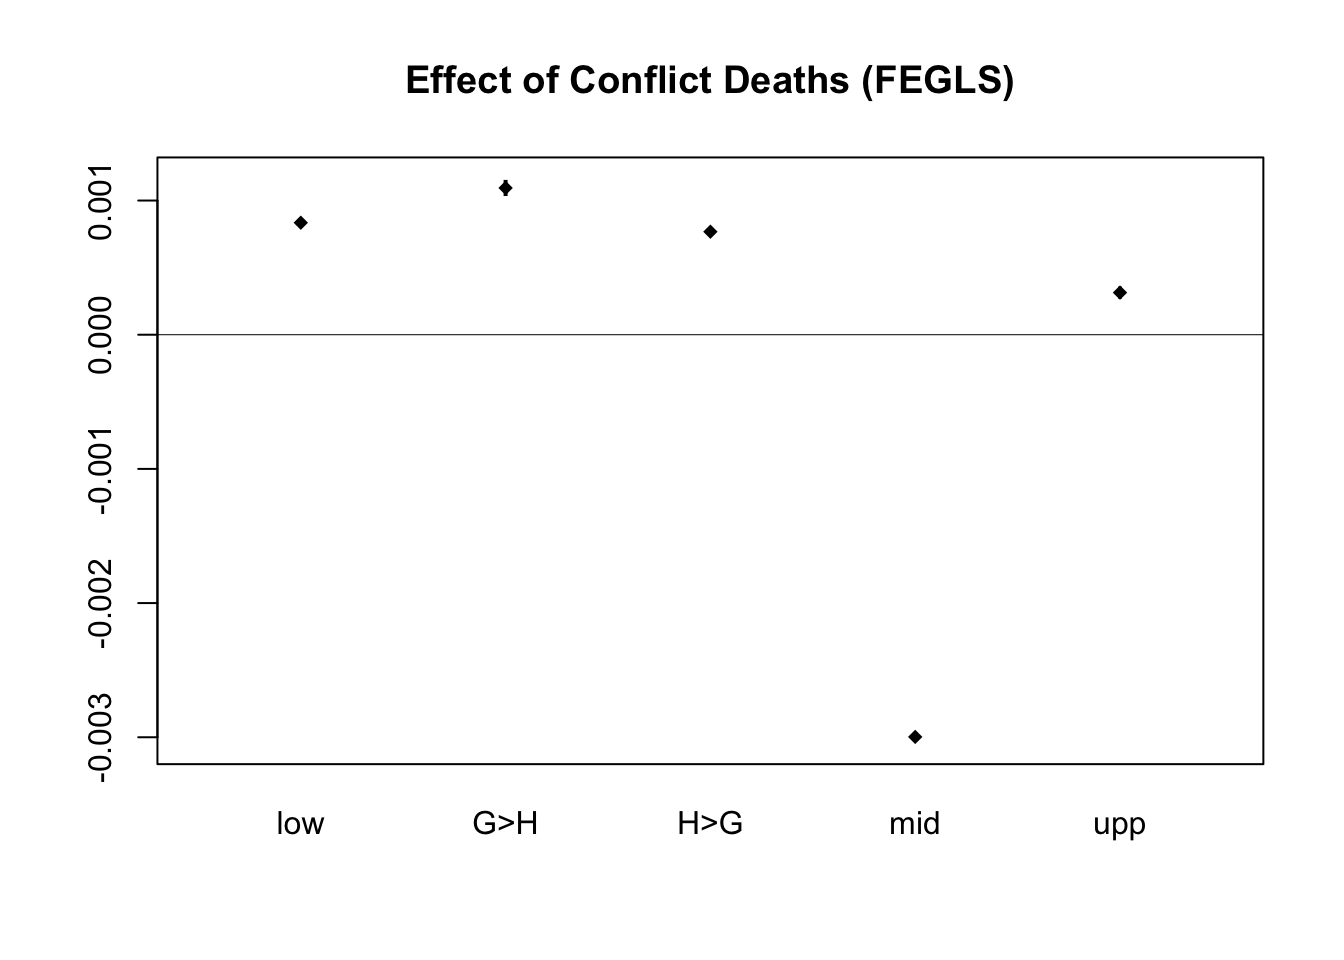 Effect of Conflict Deaths (FEGLS)
0.001
0.000
-0.001
-0.002
-0.003
low G>H H>G mid upp